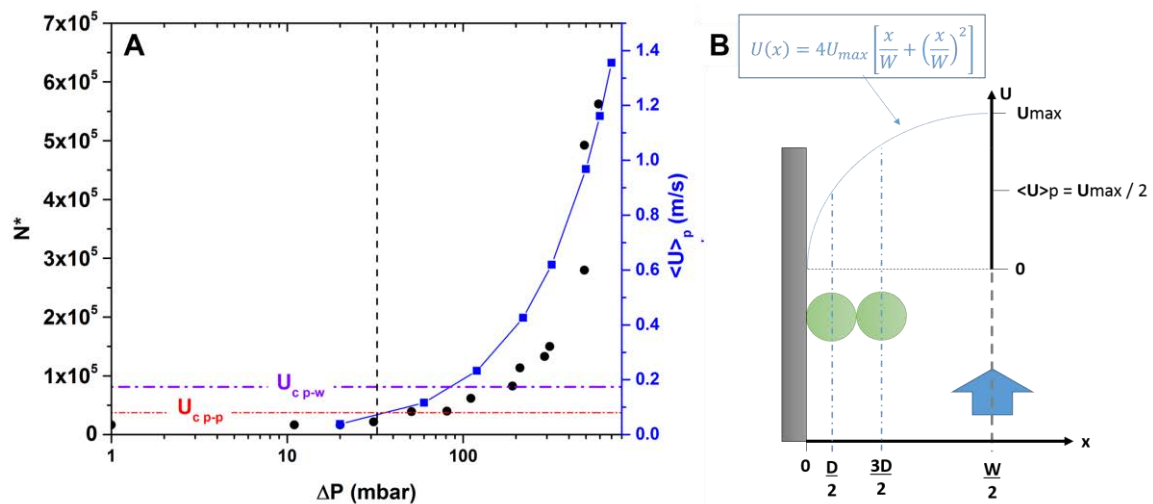 A
N*
7x10⁵
6x10⁵
5x10⁵
4x10⁵
3x10⁵
2x10⁵
1x10⁵
0
U c p-w
U c p-p
1
10
100
ΔP (mbar)
1.4
1.2
1.0
0.8
0.6
0.4
0.2
0.0
<U>p (m/s)
B
U(x) = 4Umax [x/W + (x/W)²]
U
Umax
<U>p = Umax / 2
0
x
0 D/2 3D/2 W/2